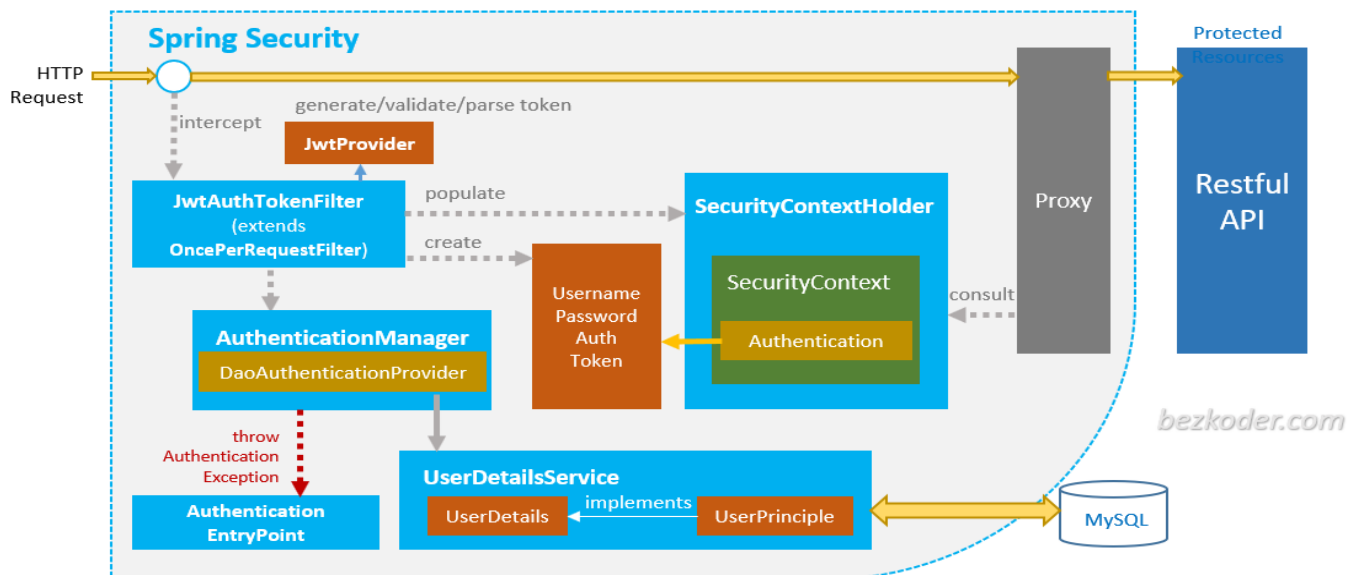 Spring Security
HTTP
Request
Protected
Resources
intercept
generate/validate/parse token
JwtProvider
JwtAuthTokenFilter
(extends
OncePerRequestFilter)
populate
create
Username
Password
Auth
Token
SecurityContextHolder
SecurityContext
Authentication
consult
Proxy
Restful
API
AuthenticationManager
DaoAuthenticationProvider
throw
Authentication
Exception
Authentication
EntryPoint
UserDetailsService
UserDetails
implements
UserPrinciple
MySQL
bezkoder.com